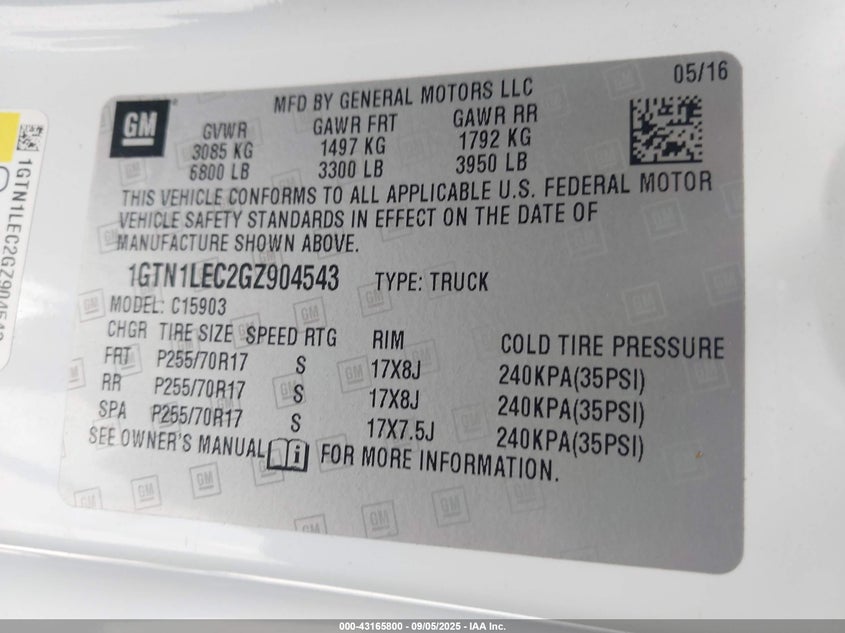 05/16
MFD BY GENERAL MOTORS LLC
GM
GVWR GAWR FRT GAWR RR
3085 KG 1497 KG 1792 KG
6800 LB 3300 LB 3950 LB
THIS VEHICLE CONFORMS TO ALL APPLICABLE U.S. FEDERAL MOTOR
VEHICLE SAFETY STANDARDS IN EFFECT ON THE DATE OF
MANUFACTURE SHOWN ABOVE.
1GTN1LEC2GZ904543 TYPE: TRUCK
MODEL: C15903
CHGR TIRE SIZE SPEED RTG RIM COLD TIRE PRESSURE
FRT P255/70R17 S 17X8J 240KPA(35PSI)
RR P255/70R17 S 17X8J 240KPA(35PSI)
SPA P255/70R17 S 17X7.5J 240KPA(35PSI)
SEE OWNER'S MANUAL i FOR MORE INFORMATION.
1GTN1LEC2GZ904543
000-43165800 - 09/05/2025 - IAA Inc.